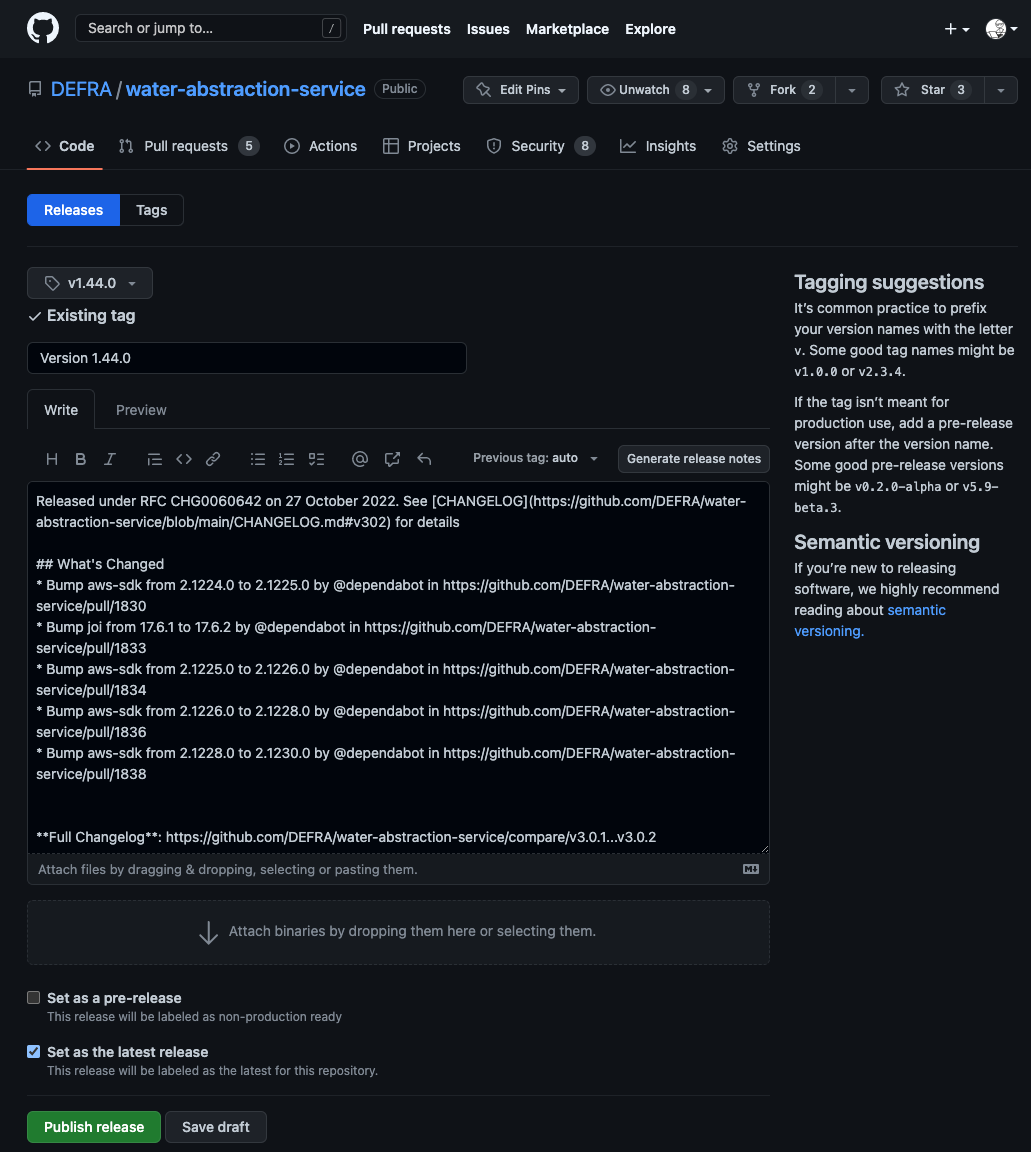 Search or jump to... /
Pull requests Issues Marketplace Explore
DEFRA / water-abstraction-service Public
Edit Pins Unwatch 8 Fork 2 Star 3
Code Pull requests 5 Actions Projects Security 8 Insights Settings
Releases Tags
v1.44.0
Existing tag
Version 1.44.0
Write Preview
H B I @ Previous tag: auto Generate release notes
Released under RFC CHG0060642 on 27 October 2022. See [CHANGELOG](https://github.com/DEFRA/water-
abstraction-service/blob/main/CHANGELOG.md#v302) for details
## What's Changed
* Bump aws-sdk from 2.1224.0 to 2.1225.0 by @dependabot in https://github.com/DEFRA/water-abstraction-
service/pull/1830
* Bump joi from 17.6.1 to 17.6.2 by @dependabot in https://github.com/DEFRA/water-abstraction-
service/pull/1833
* Bump aws-sdk from 2.1225.0 to 2.1226.0 by @dependabot in https://github.com/DEFRA/water-abstraction-
service/pull/1834
* Bump aws-sdk from 2.1226.0 to 2.1228.0 by @dependabot in https://github.com/DEFRA/water-abstraction-
service/pull/1836
* Bump aws-sdk from 2.1228.0 to 2.1230.0 by @dependabot in https://github.com/DEFRA/water-abstraction-
service/pull/1838
**Full Changelog**: https://github.com/DEFRA/water-abstraction-service/compare/v3.0.1...v3.0.2
Attach files by dragging & dropping, selecting or pasting them.
Attach binaries by dropping them here or selecting them.
Set as a pre-release
This release will be labeled as non-production ready
Set as the latest release
This release will be labeled as the latest for this repository.
Publish release Save draft
Tagging suggestions
It’s common practice to prefix
your version names with the letter
v. Some good tag names might be
v1.0.0 or v2.3.4.
If the tag isn’t meant for
production use, add a pre-release
version after the version name.
Some good pre-release versions
might be v0.2.0-alpha or v5.9-
beta.3.
Semantic versioning
If you’re new to releasing
software, we highly recommend
reading about semantic
versioning.